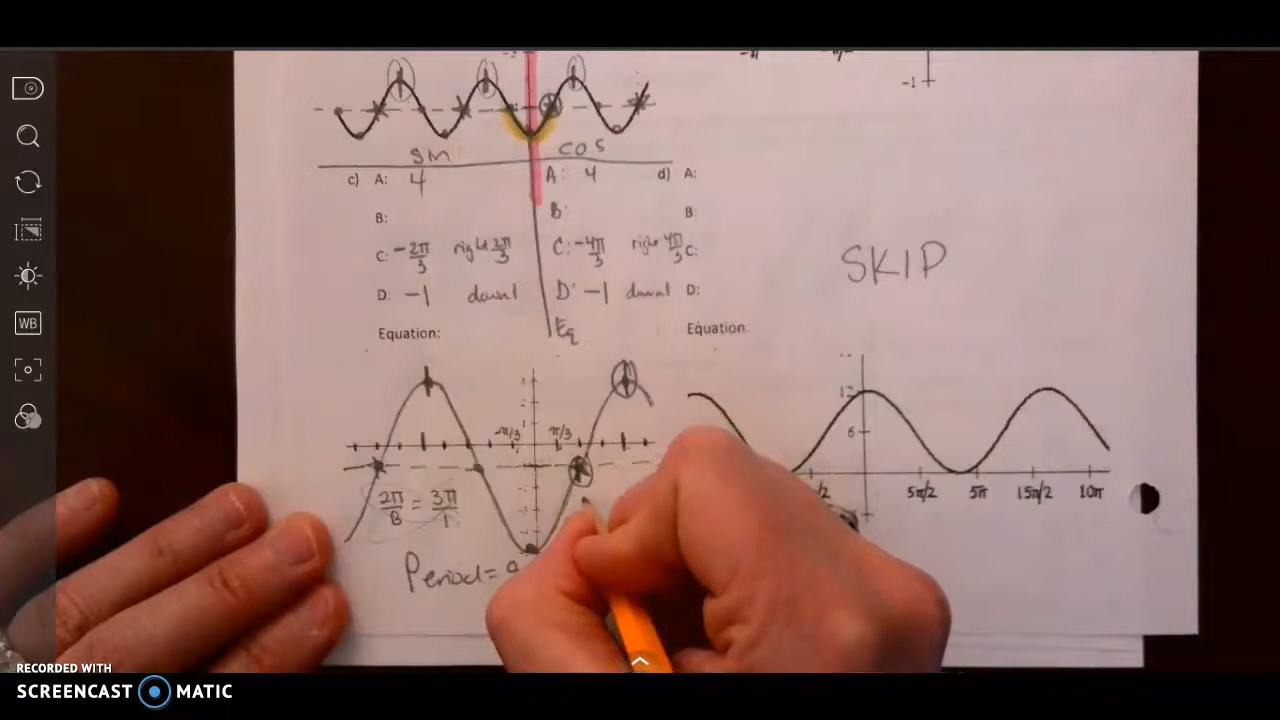 -1
SIN COS
c) A: 4 A: 4 d) A:
B: B: B:
C: -2π/3 right 2π/3 C: -4π/3 right 4π/3 C:
D: -1 down 1 D: -1 down 1 D:
Equation: Eq Equation:
SKIP
12
6
-π/3 π/3
5π/2 5π 15π/2 10π
2π/B = 3π/1
Period = 9
WB
RECORDED WITH
SCREENCAST MATIC